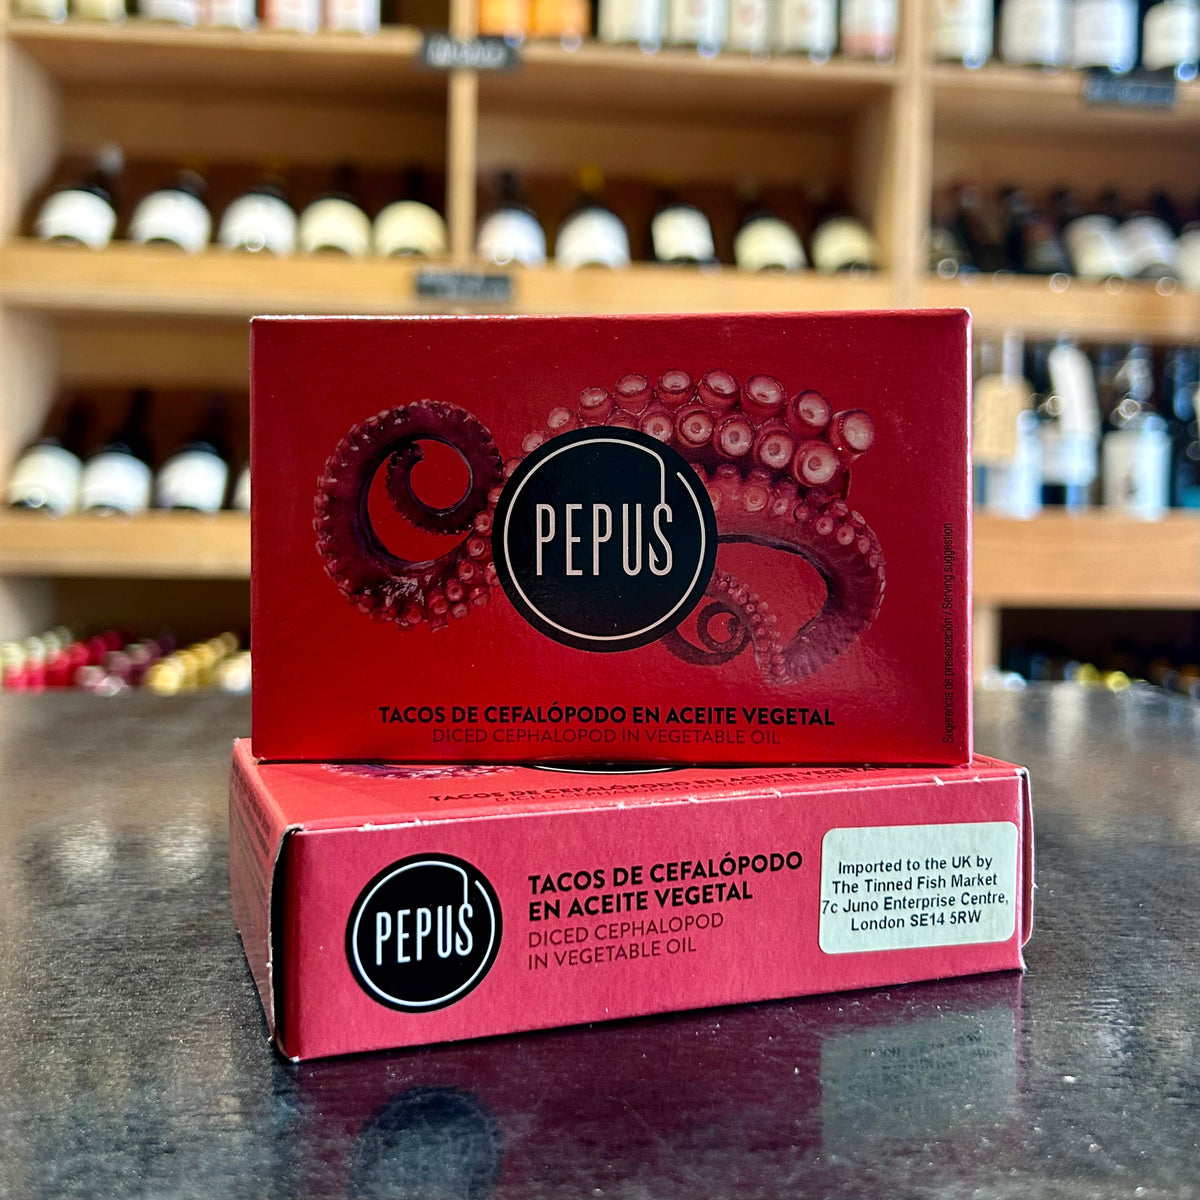 PEPUS
Sugerencia de presentación / Serving suggestion
TACOS DE CEFALÓPODO EN ACEITE VEGETAL
DICED CEPHALOPOD IN VEGETABLE OIL
TACOS DE CEFALÓPODO EN ACEITE VEGETAL
DICED CEPHALOPOD IN VEGETABLE OIL
PEPUS
TACOS DE CEFALÓPODO
EN ACEITE VEGETAL
DICED CEPHALOPOD
IN VEGETABLE OIL
Imported to the UK by
The Tinned Fish Market
7c Juno Enterprise Centre,
London SE14 5RW